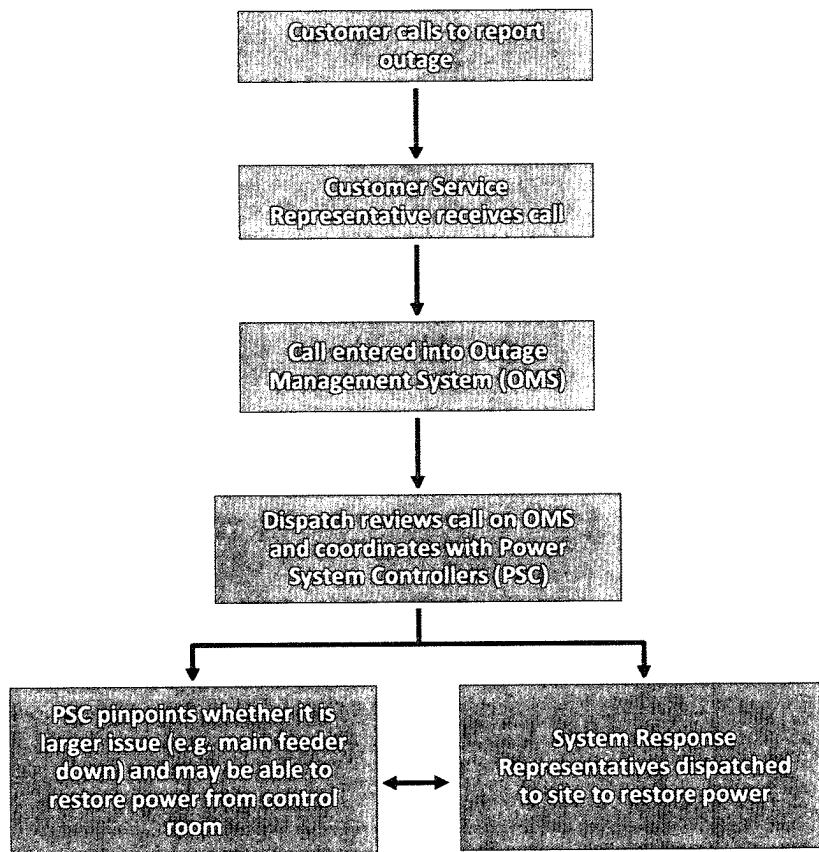 Customer calls to report
outage
Customer Service
Representative receives call
Call entered into Outage
Management System (OMS)
Dispatch reviews call on OMS
and coordinates with Power
System Controllers (PSC)
PSC pinpoints whether it is
larger issue (e.g. main feeder
down) and may be able to
restore power from control
room
System Response
Representatives dispatched
to site to restore power